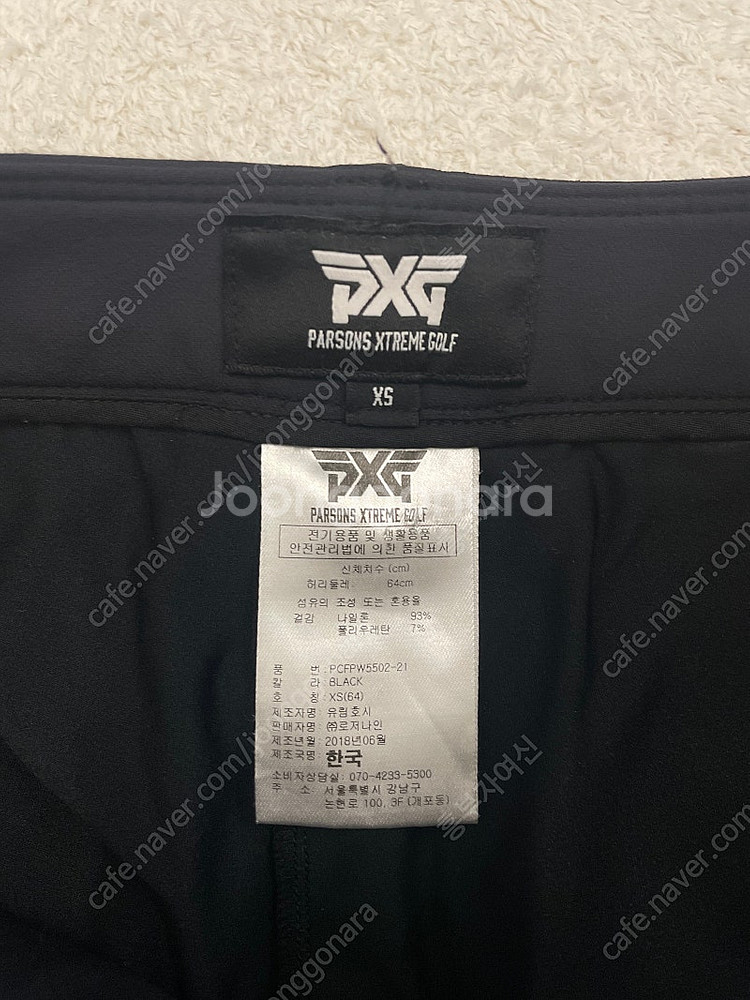 PXG
PARSONS XTREME GOLF
XS
PXG
PARSONS XTREME GOLF
전기용품 및 생활용품
안전관리법에 의한 품질표시
신체치수 (cm)
허리둘레: 64cm
섬유의 조성 또는 혼용율
겉감 나일론 93%
폴리우레탄 7%
품 번: PCFPW5502-21
칼 라: BLACK
호 칭: XS(64)
제조자명: 유림호시
판매자명: ㈜로저나인
제조년월: 2018년06월
제조국명: 한국
소비자상담실: 070-4233-5300
주 소: 서울특별시 강남구
논현로 100, 3F (개포동)
Joonggonara
cafe.naver.com/joonggonara
cafe.naver.com/joonggonara
cafe.naver.com/joonggonara
cafe.naver.com
cafe.naver.com
cafe.naver.com